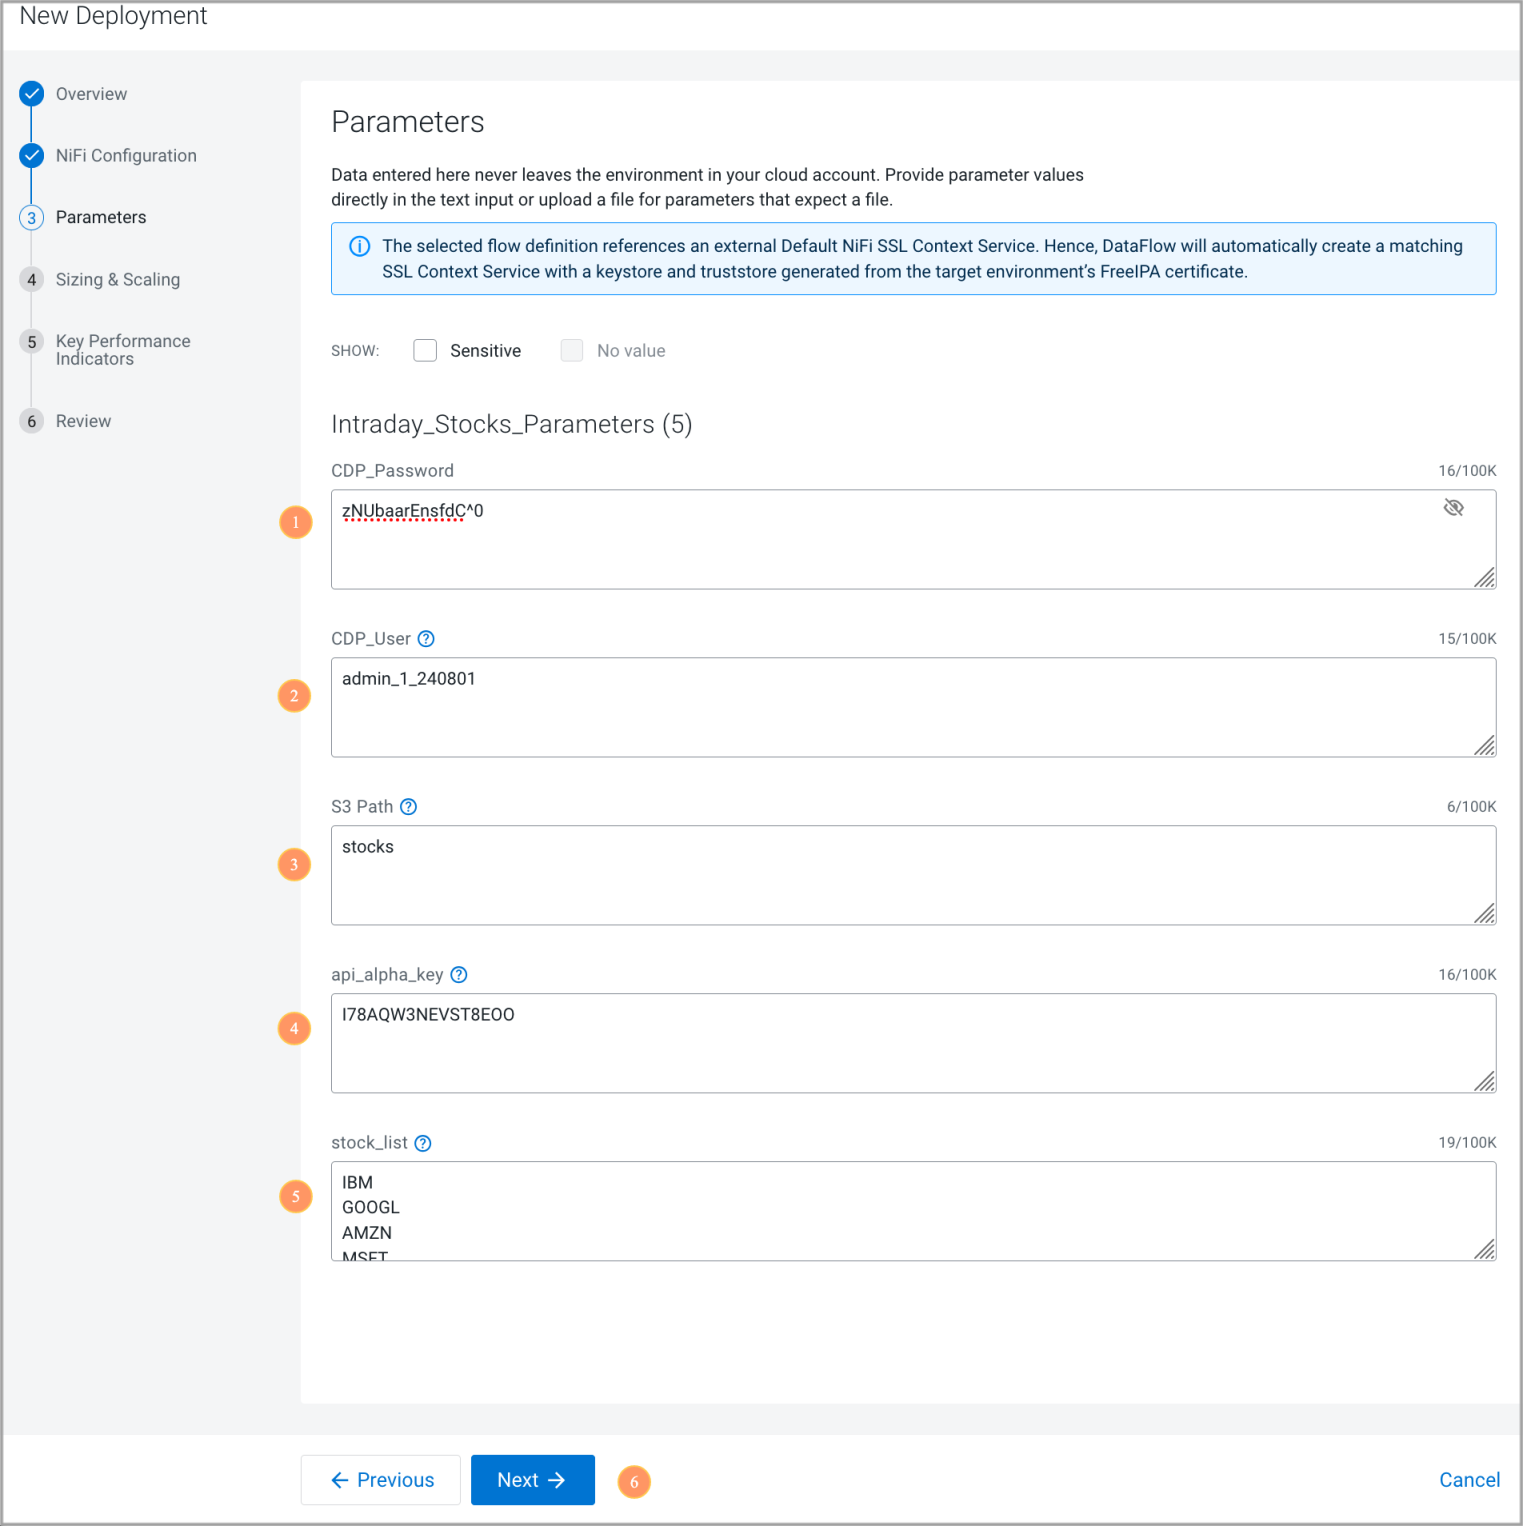 New Deployment
Overview
NiFi Configuration
3 Parameters
4 Sizing & Scaling
5 Key Performance
Indicators
6 Review
Parameters
Data entered here never leaves the environment in your cloud account. Provide parameter values
directly in the text input or upload a file for parameters that expect a file.
The selected flow definition references an external Default NiFi SSL Context Service. Hence, DataFlow will automatically create a matching
SSL Context Service with a keystore and truststore generated from the target environment's FreeIPA certificate.
SHOW: Sensitive No value
Intraday_Stocks_Parameters (5)
CDP_Password 16/100K
1 zNUbaarEnsfdC^0
CDP_User 15/100K
2 admin_1_240801
S3 Path 6/100K
3 stocks
api_alpha_key 16/100K
4 I78AQW3NEVST8EOO
stock_list 19/100K
5 IBM
GOOGL
AMZN
MSFT
← Previous Next → 6 Cancel